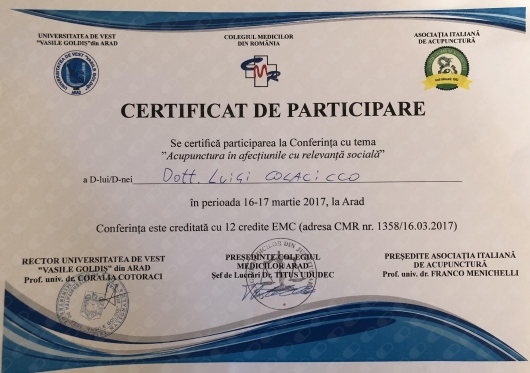 UNIVERSITATEA DE VEST
"VASILE GOLDIȘ" din ARAD
COLEGIUL MEDICILOR
DIN ROMÂNIA
ASOCIAȚIA ITALIANĂ
DE ACUPUNCTURĂ
CMR
CERTIFICAT DE PARTICIPARE
Se certifică participarea la Conferința cu tema
"Acupunctura în afecțiunile cu relevanță socială"
a D-lui/D-nei Dott. Luigi COLACICCO
în perioada 16-17 martie 2017, la Arad
Conferința este creditată cu 12 credite EMC (adresa CMR nr. 1358/16.03.2017)
RECTOR UNIVERSITATEA DE VEST
"VASILE GOLDIȘ" din ARAD
Prof. univ. dr. CORALIA COTORACI
PREȘEDINTE COLEGIUL
MEDICILOR ARAD
Șef de Lucrări Dr. TITUS UDUDEC
PREȘEDITE ASOCIAȚIA ITALIANĂ
DE ACUPUNCTURĂ
Prof. univ. dr. FRANCO MENICHELLI